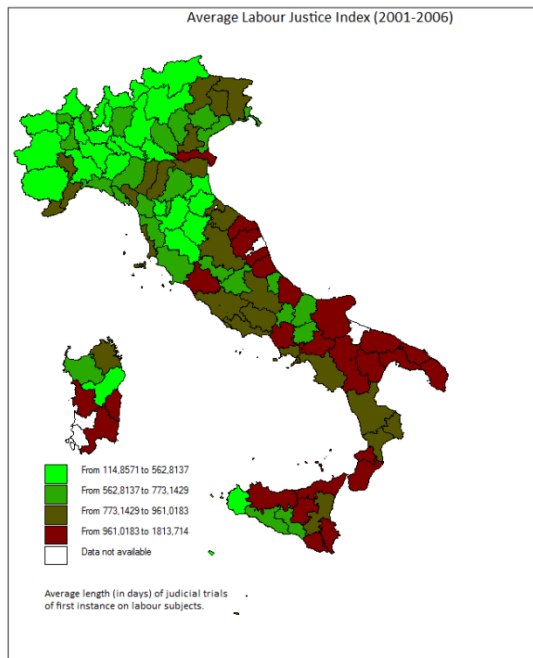 Average Labour Justice Index (2001-2006)
From 114,8571 to 562,8137
From 562,8137 to 773,1429
From 773,1429 to 961,0183
From 961,0183 to 1813,714
Data not available
Average length (in days) of judicial trials
of first instance on labour subjects.